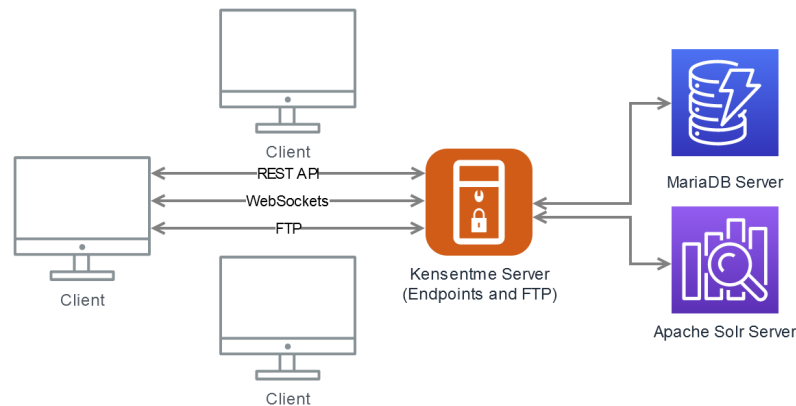 Client
REST API
WebSockets
FTP
Client
Kensentme Server
(Endpoints and FTP)
MariaDB Server
Apache Solr Server
Client